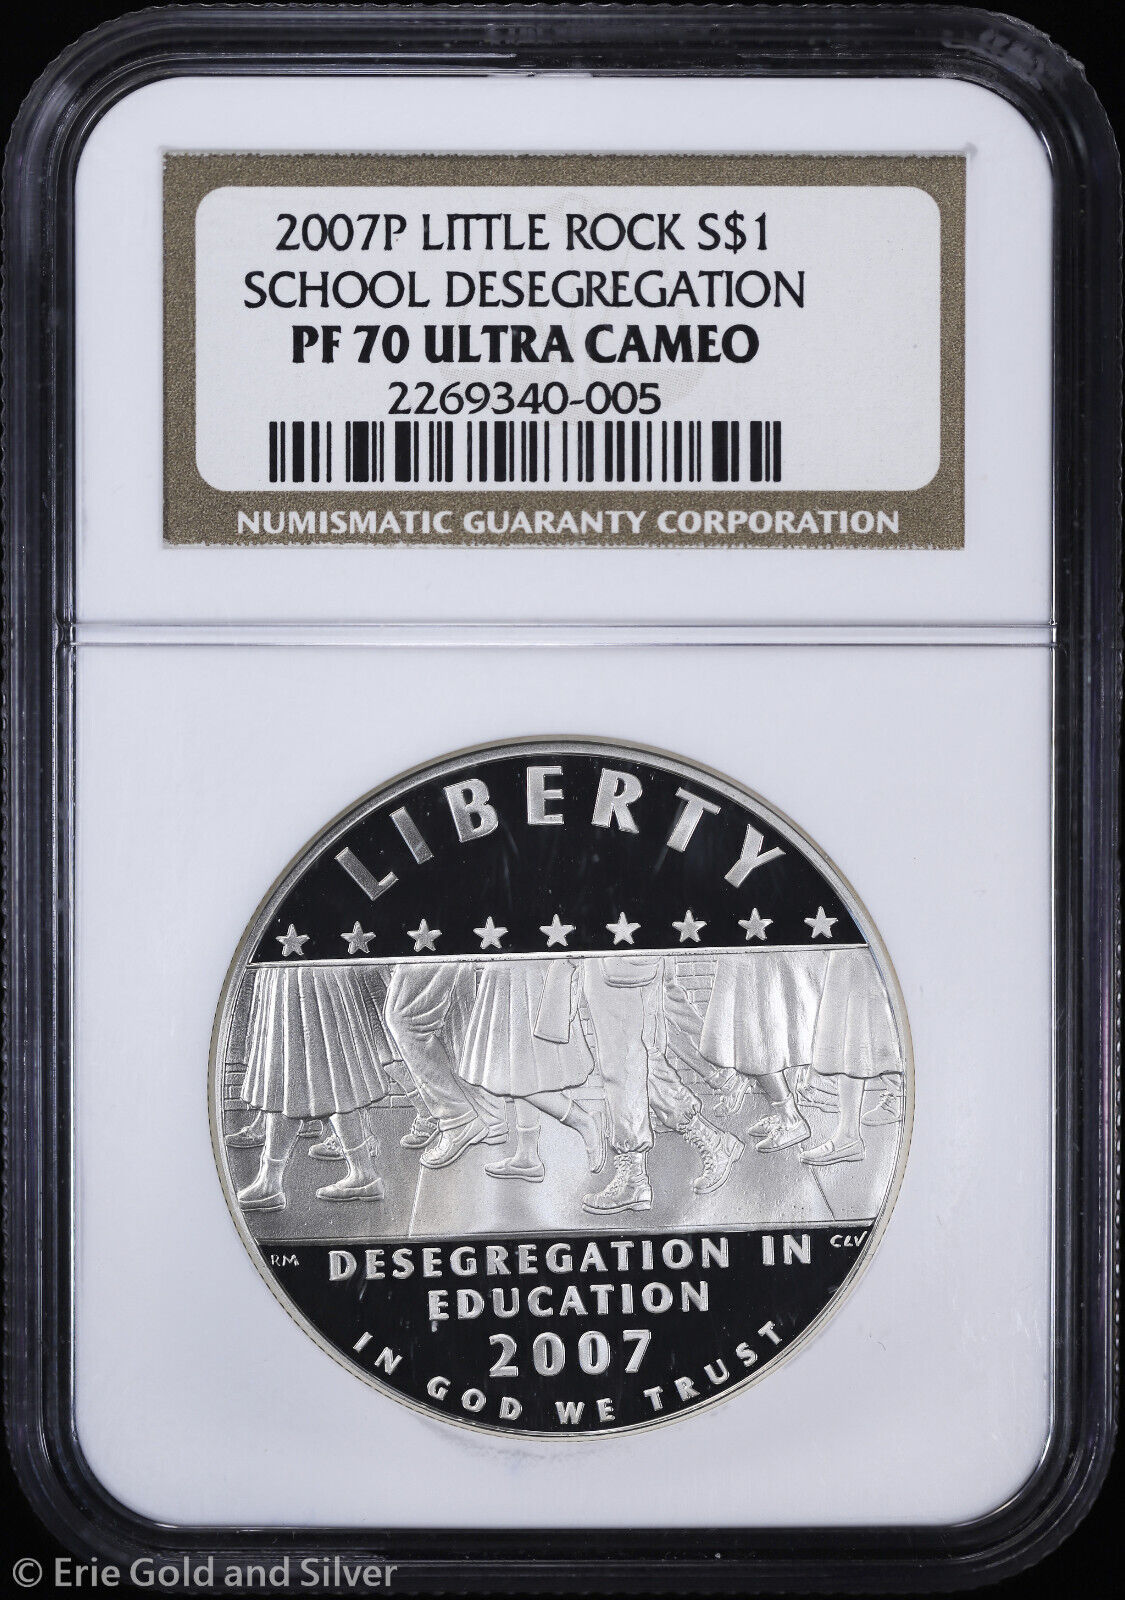 2007P LITTLE ROCK S$1
SCHOOL DESEGREGATION
PF 70 ULTRA CAMEO
2269340-005
NUMISMATIC GUARANTY CORPORATION
LIBERTY
RM
CLV
DESEGREGATION IN
EDUCATION
2007
IN GOD WE TRUST
© Erie Gold and Silver